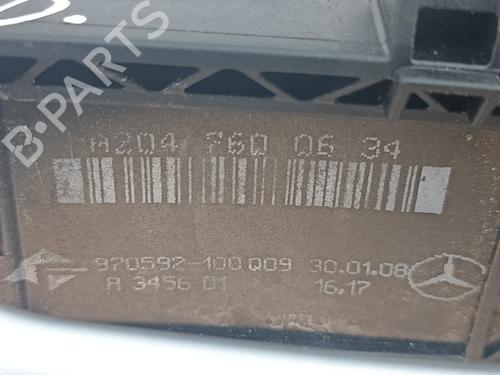 B-PARTS
A204 760 06 34
970592-100 Q09 30.01.08
A 3456 01 16.17